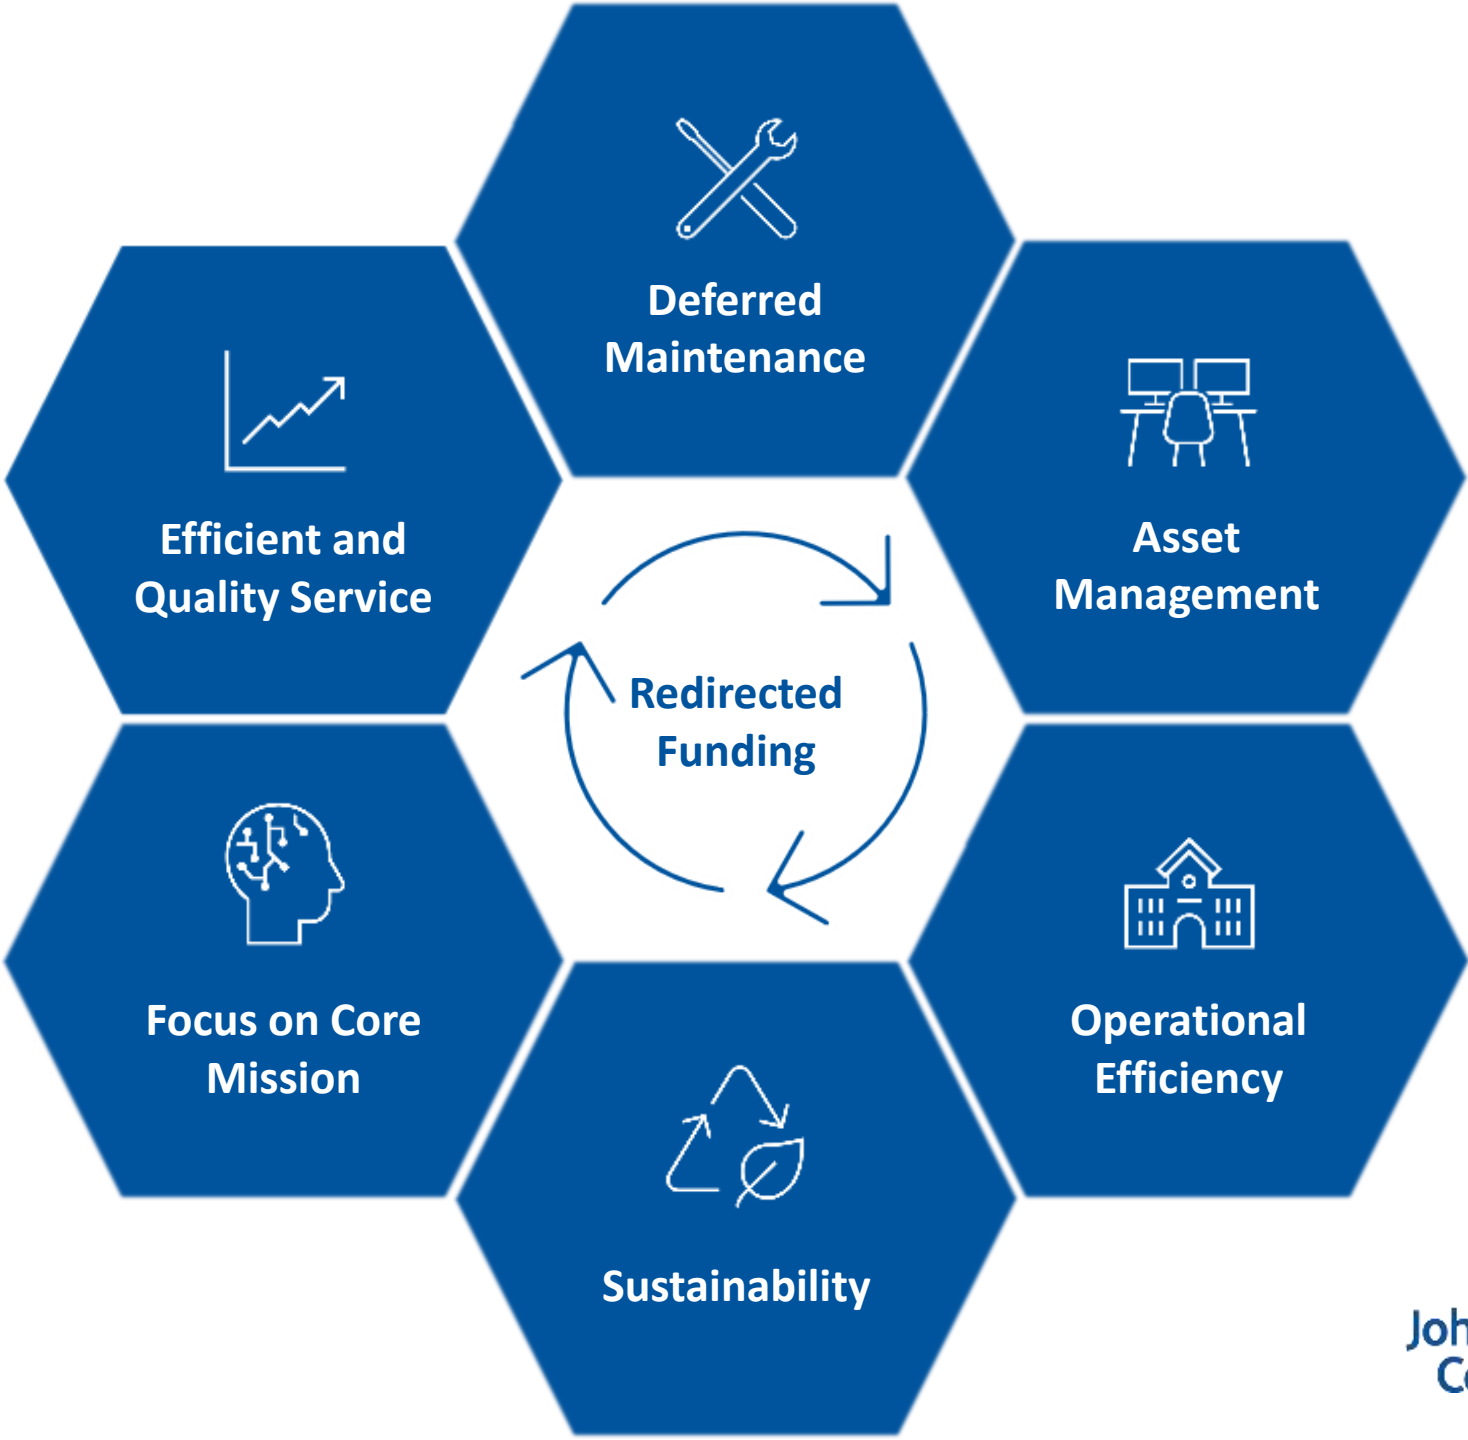 Deferred
Maintenance
Efficient and
Quality Service
Asset
Management
Redirected
Funding
Focus on Core
Mission
Operational
Efficiency
Sustainability